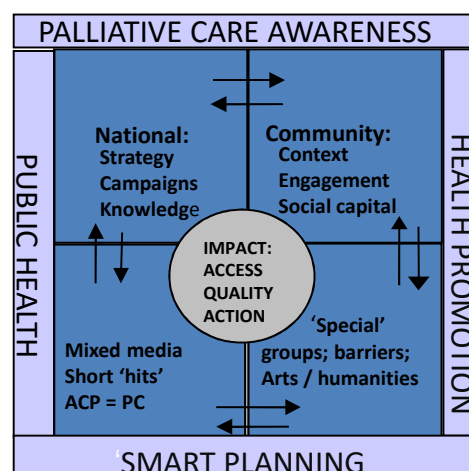 PALLIATIVE CARE AWARENESS
PUBLIC HEALTH
National:
Strategy
Campaigns
Knowledge
Community:
Context
Engagement
Social capital
HEALTH PROMOTION
IMPACT:
ACCESS
QUALITY
ACTION
Mixed media
Short ‘hits’
ACP = PC
‘Special’
groups; barriers;
Arts / humanities
‘SMART PLANNING